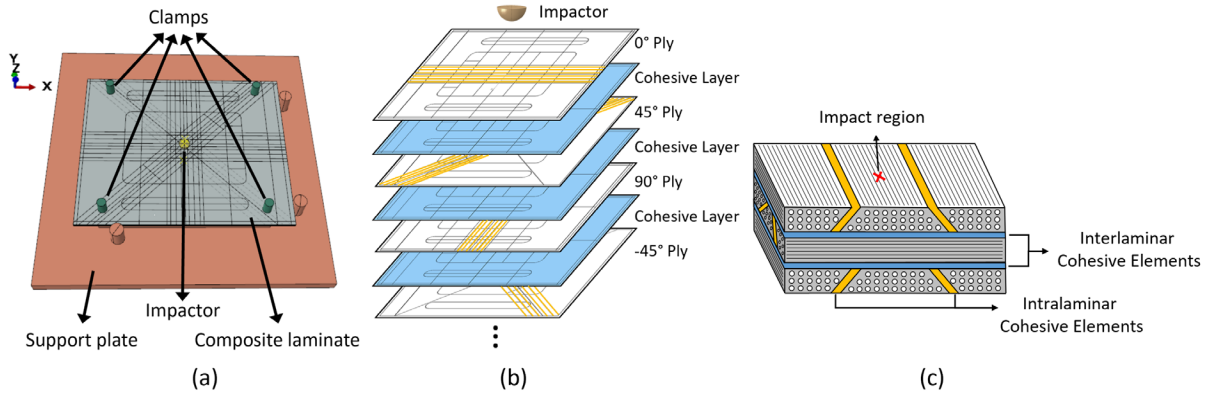 Clamps
Y
Z
X
Impactor
Support plate
Composite laminate
(a)
Impactor
0° Ply
Cohesive Layer
45° Ply
Cohesive Layer
90° Ply
Cohesive Layer
-45° Ply
(b)
Impact region
Interlaminar
Cohesive Elements
Intralaminar
Cohesive Elements
(c)